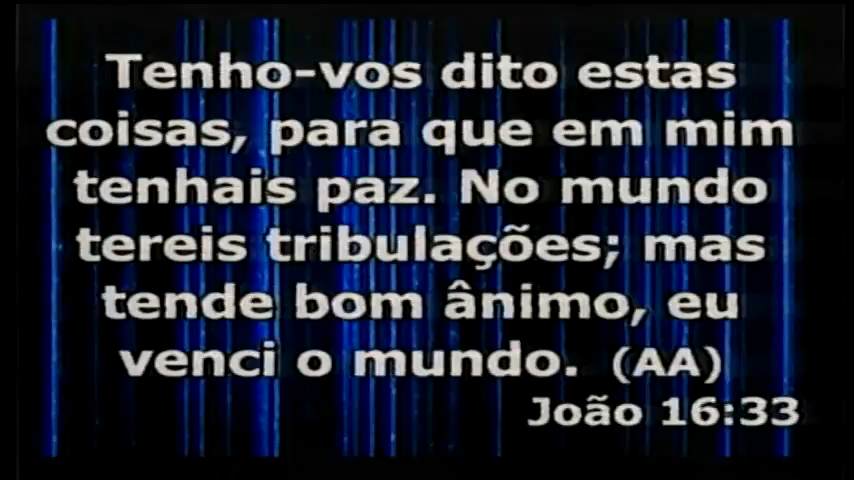 Tenho-vos dito estas
coisas, para que em mim
tenhais paz. No mundo
tereis tribulações; mas
tende bom ânimo, eu
venci o mundo. (AA)
João 16:33